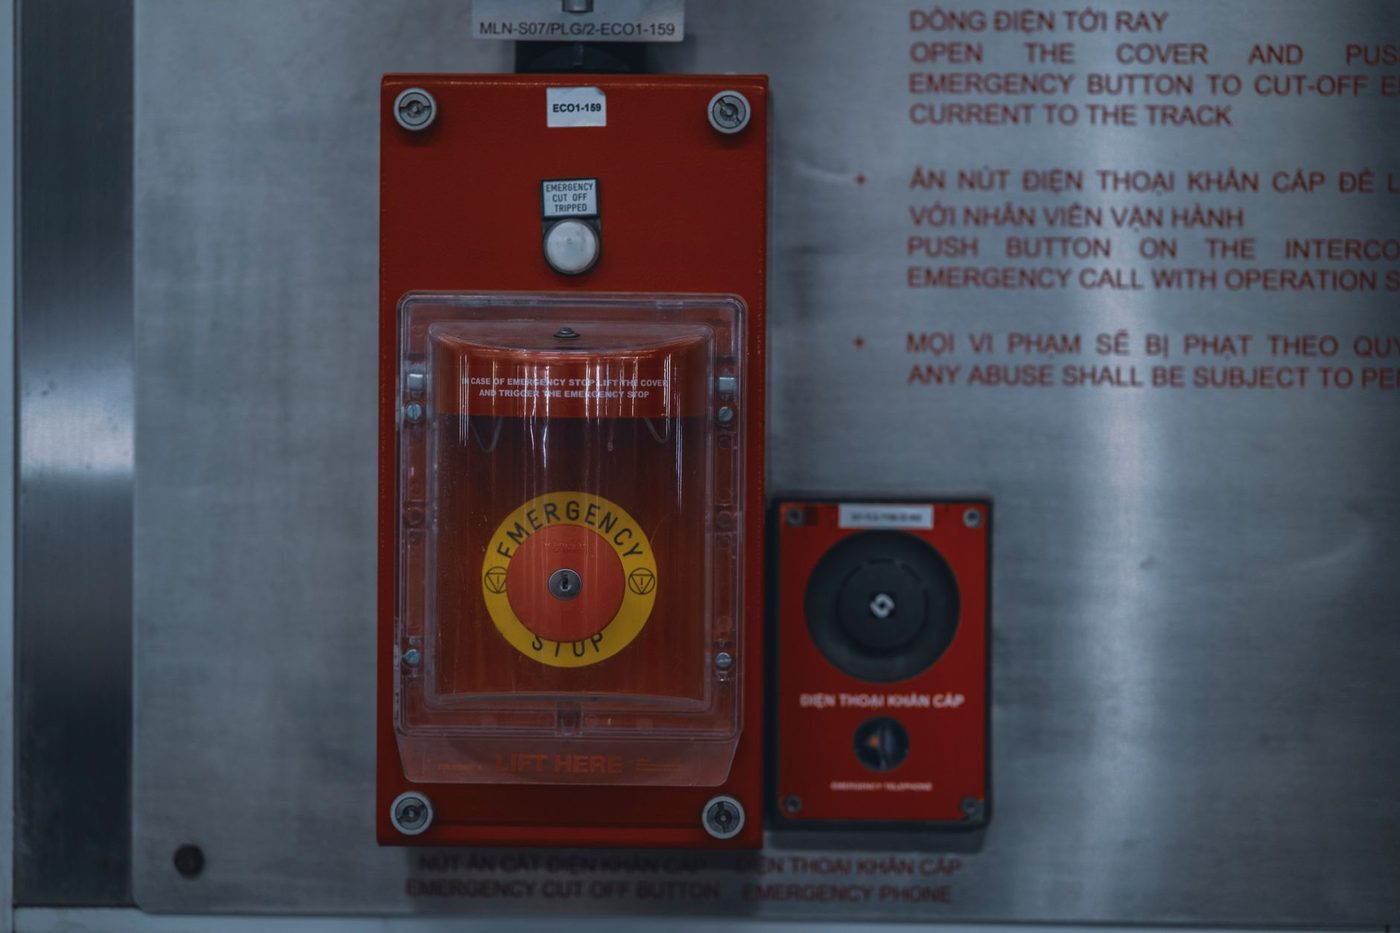 MLN-S07/PLG/2-ECO1-159
ECO1-159
EMERGENCY
CUT OFF
TRIPPED
IN CASE OF EMERGENCY STOP LIFT THE COVER
AND TRIGGER THE EMERGENCY STOP
EMERGENCY
STOP
LIFT HERE
DÒNG ĐIỆN TỚI RAY
OPEN THE COVER AND
EMERGENCY BUTTON TO CUT-OFF
CURRENT TO THE TRACK
+ ẤN NÚT ĐIỆN THOẠI KHẨN CẤP ĐỂ
VỚI NHÂN VIÊN VẬN HÀNH
PUSH BUTTON ON THE
EMERGENCY CALL WITH OPERATION
+ MỌI VI PHẠM SẼ BỊ PHẠT THEO
ANY ABUSE SHALL BE SUBJECT TO
ĐIỆN THOẠI KHẨN CẤP
EMERGENCY TELEPHONE
NÚT ẤN CẮT ĐIỆN KHẨN CẤP
EMERGENCY CUT OFF BUTTON
ĐIỆN THOẠI KHẨN CẤP
EMERGENCY PHONE